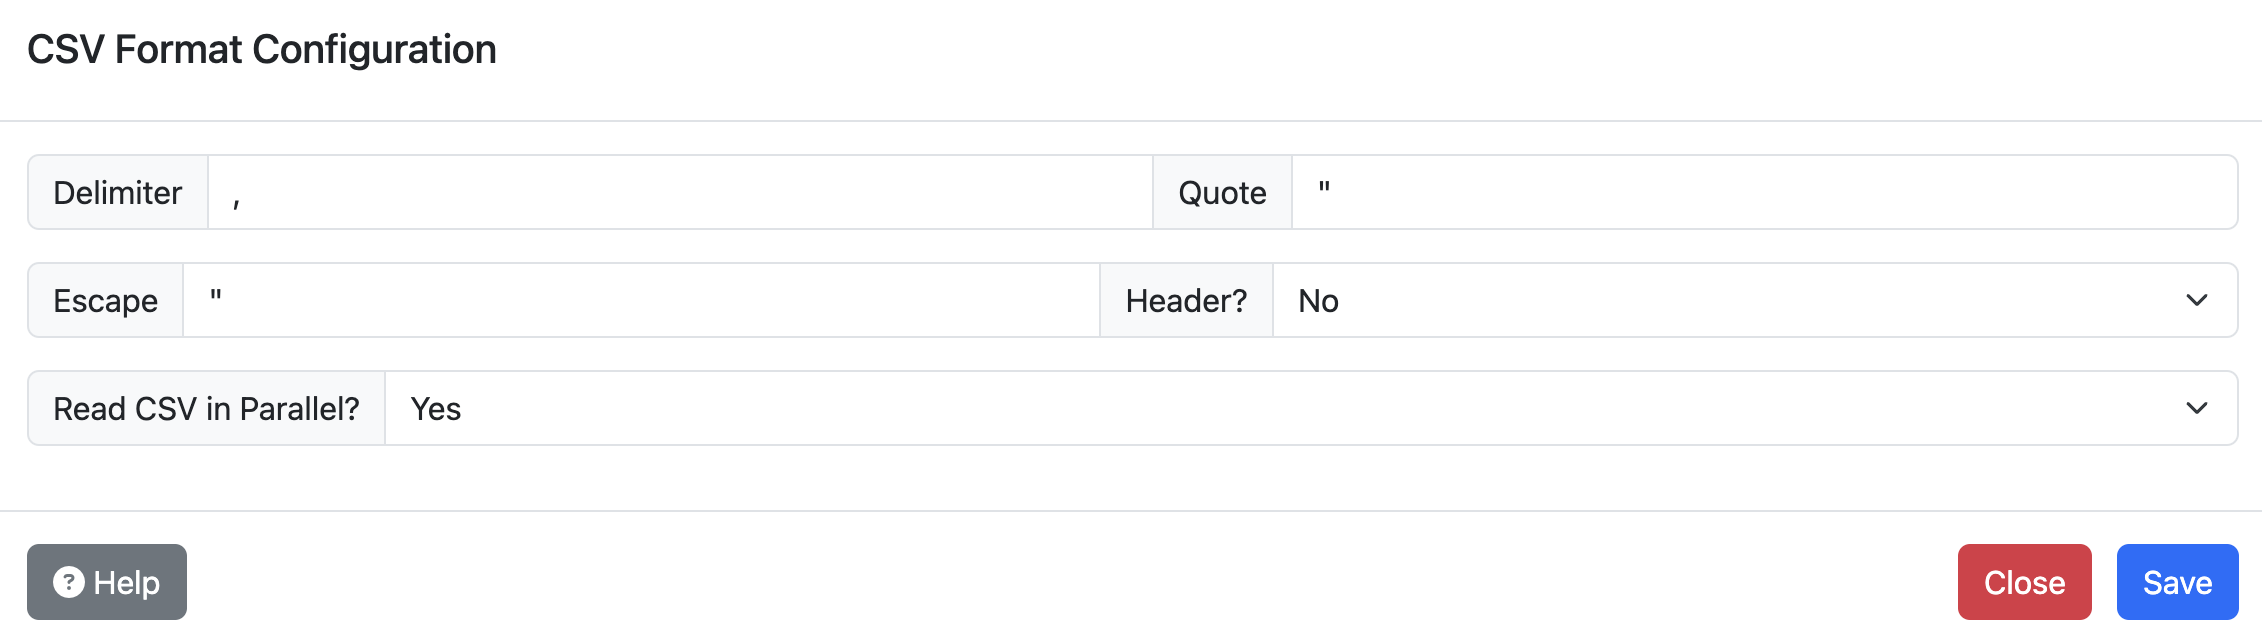 CSV Format Configuration
Delimiter , Quote "
Escape " Header? No
Read CSV in Parallel? Yes
? Help Close Save